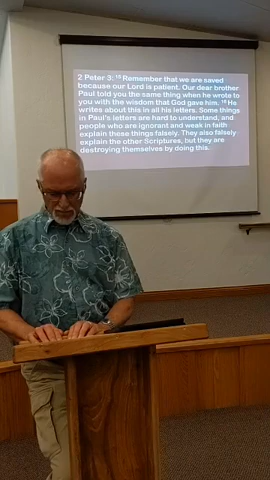 2 Peter 3: 15 Remember that we are saved
because our Lord is patient. Our dear brother
Paul told you the same thing when he wrote to
you with the wisdom that God gave him. 16 He
writes about this in all his letters. Some things
in Paul's letters are hard to understand, and
people who are ignorant and weak in faith
explain these things falsely. They also falsely
explain the other Scriptures, but they are
destroying themselves by doing this.